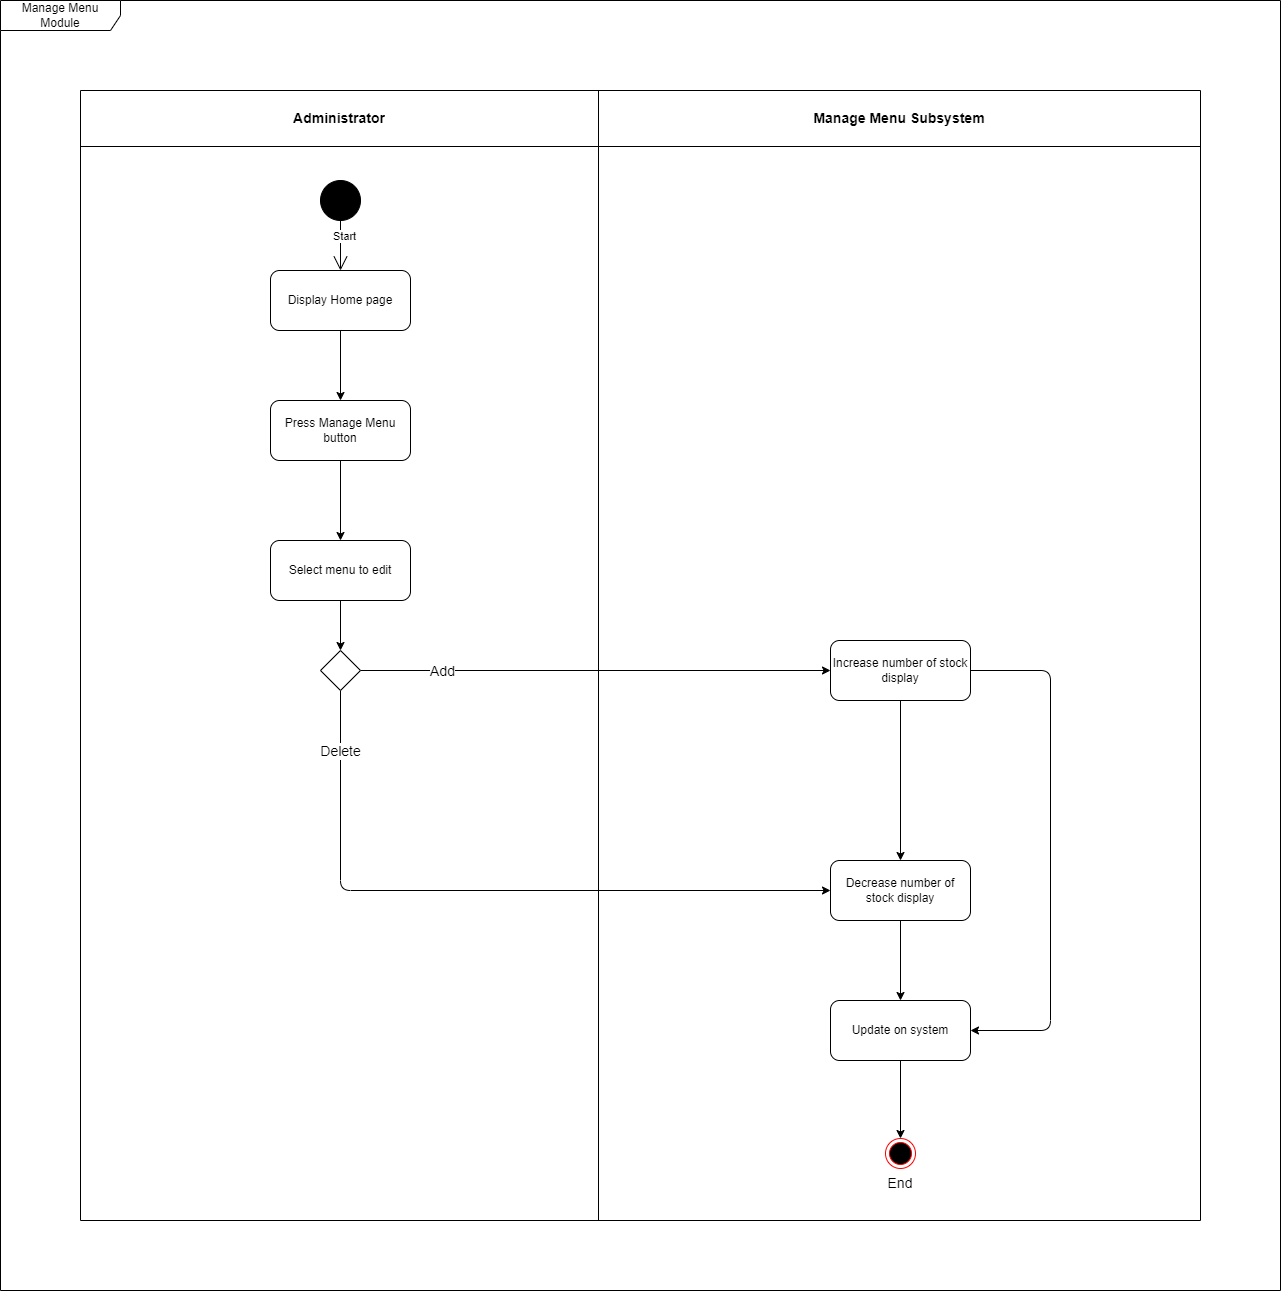 Manage Menu
Module
Administrator
Manage Menu Subsystem
Start
Display Home page
Press Manage Menu
button
Select menu to edit
Add
Increase number of stock
display
Delete
Decrease number of
stock display
Update on system
End